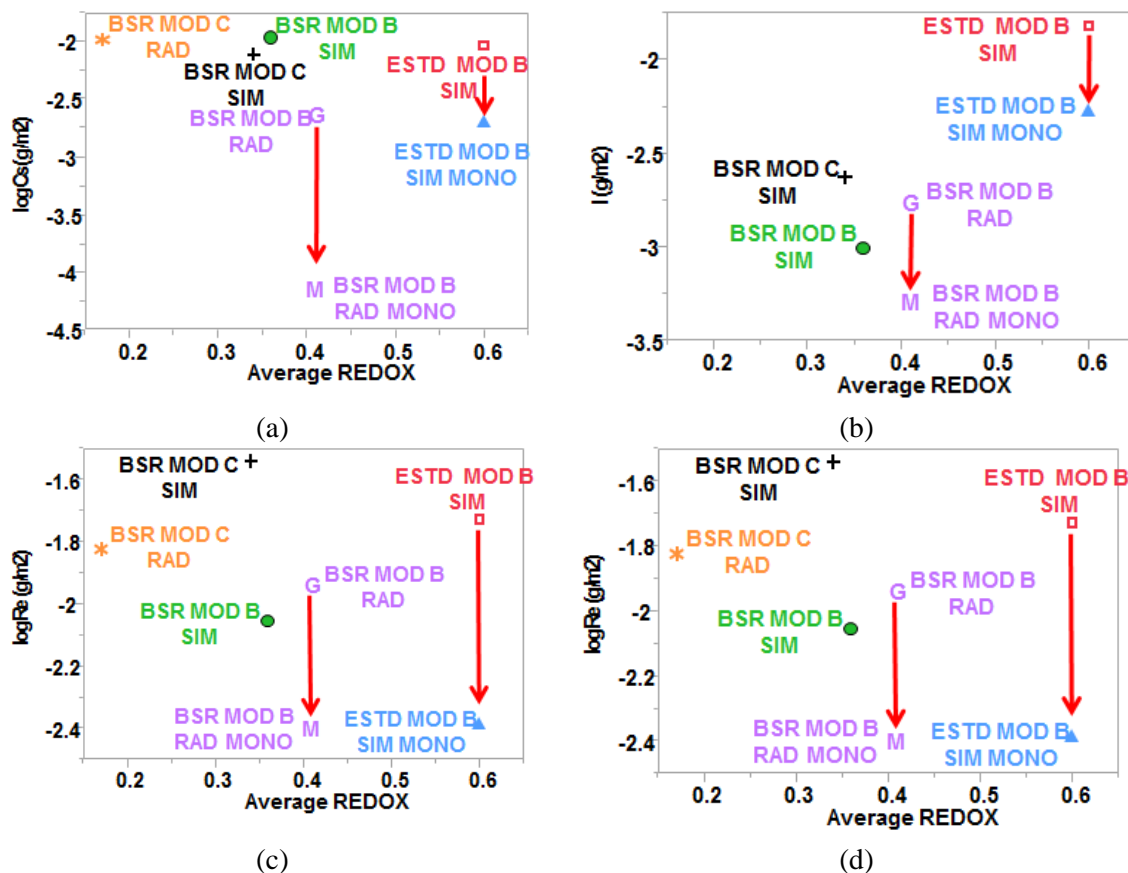 BSR MOD C
RAD
BSR MOD B
SIM
BSR MOD C
SIM
ESTD MOD B
SIM
BSR MOD B
RAD
G
ESTD MOD B
SIM MONO
M
BSR MOD B
RAD MONO
logCs(g/m2)
-2
-2.5
-3
-3.5
-4
-4.5
0.2
0.3
0.4
0.5
0.6
Average REDOX
(a)
ESTD MOD B
SIM
ESTD MOD B
SIM MONO
BSR MOD C
SIM
G
BSR MOD B
RAD
BSR MOD B
SIM
M
BSR MOD B
RAD MONO
I (g/m2)
-2
-2.5
-3
-3.5
0.2
0.3
0.4
0.5
0.6
Average REDOX
(b)
BSR MOD C
SIM
ESTD MOD B
SIM
BSR MOD C
RAD
G
BSR MOD B
RAD
BSR MOD B
SIM
BSR MOD B
RAD MONO
M
ESTD MOD B
SIM MONO
logRe (g/m2)
-1.6
-1.8
-2
-2.2
-2.4
0.2
0.3
0.4
0.5
0.6
Average REDOX
(c)
BSR MOD C
SIM
ESTD MOD B
SIM
BSR MOD C
RAD
G
BSR MOD B
RAD
BSR MOD B
SIM
BSR MOD B
RAD MONO
M
ESTD MOD B
SIM MONO
logRe (g/m2)
-1.6
-1.8
-2
-2.2
-2.4
0.2
0.3
0.4
0.5
0.6
Average REDOX
(d)